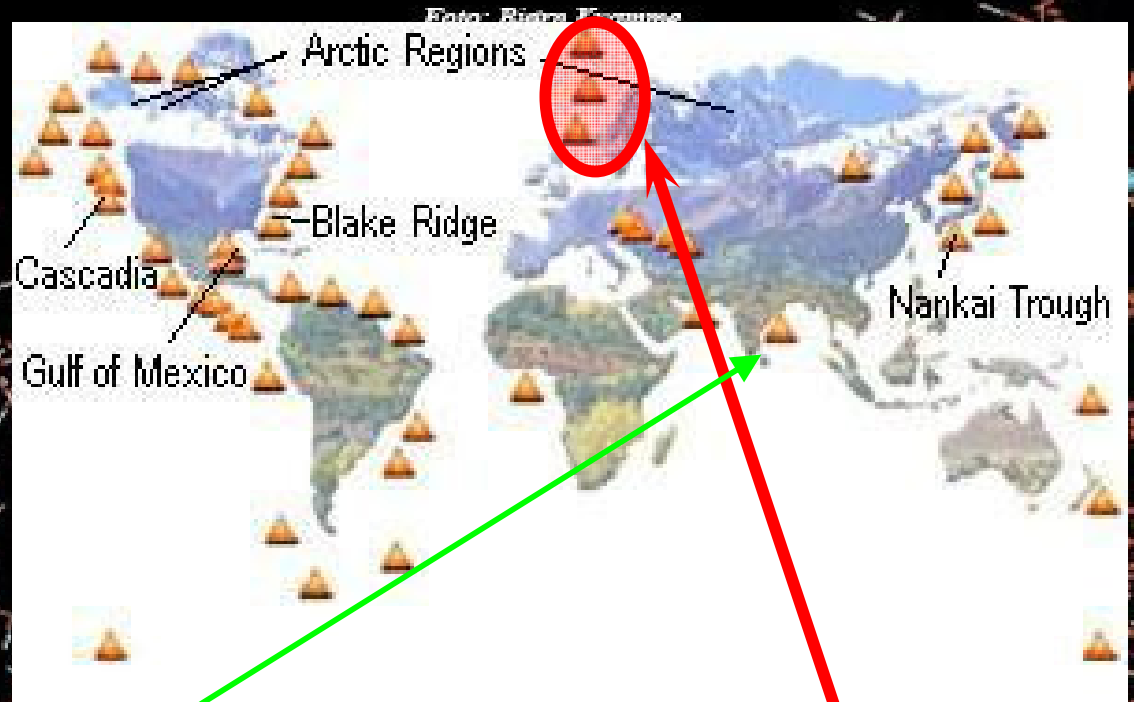 Arctic Regions
Blake Ridge
Cascadia
Nankai Trough
Gulf of Mexico